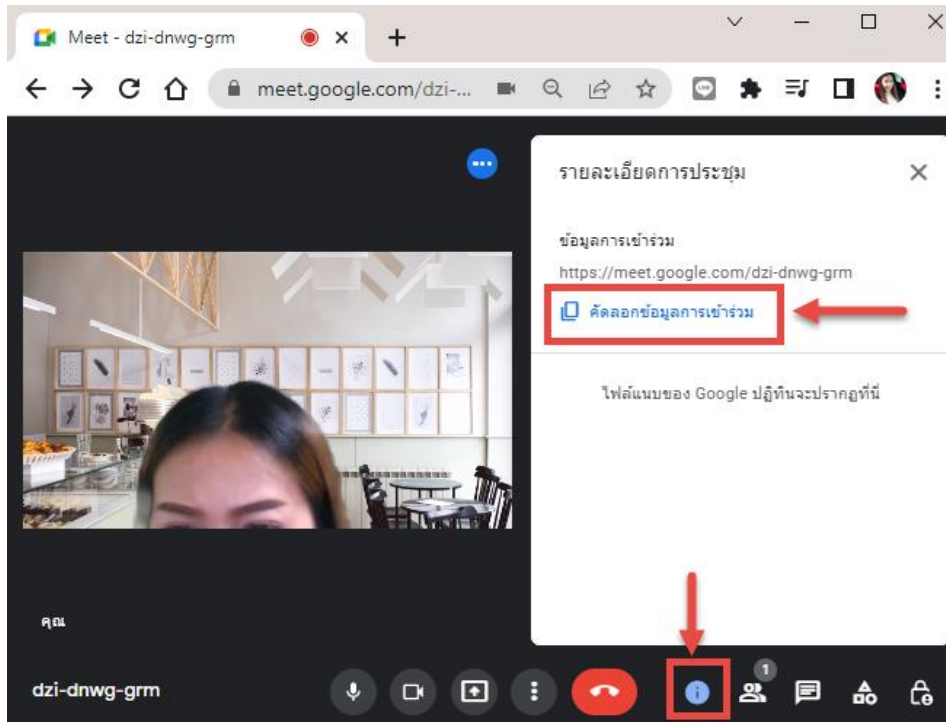 Meet - dzi-dnwg-grm
meet.google.com/dzi-...
รายละเอียดการประชุม
ข้อมูลการเข้าร่วม
https://meet.google.com/dzi-dnwg-grm
คัดลอกข้อมูลการเข้าร่วม
ไฟล์แนบของ Google ปฏิทินจะปรากฏที่นี่
คุณ
dzi-dnwg-grm
1